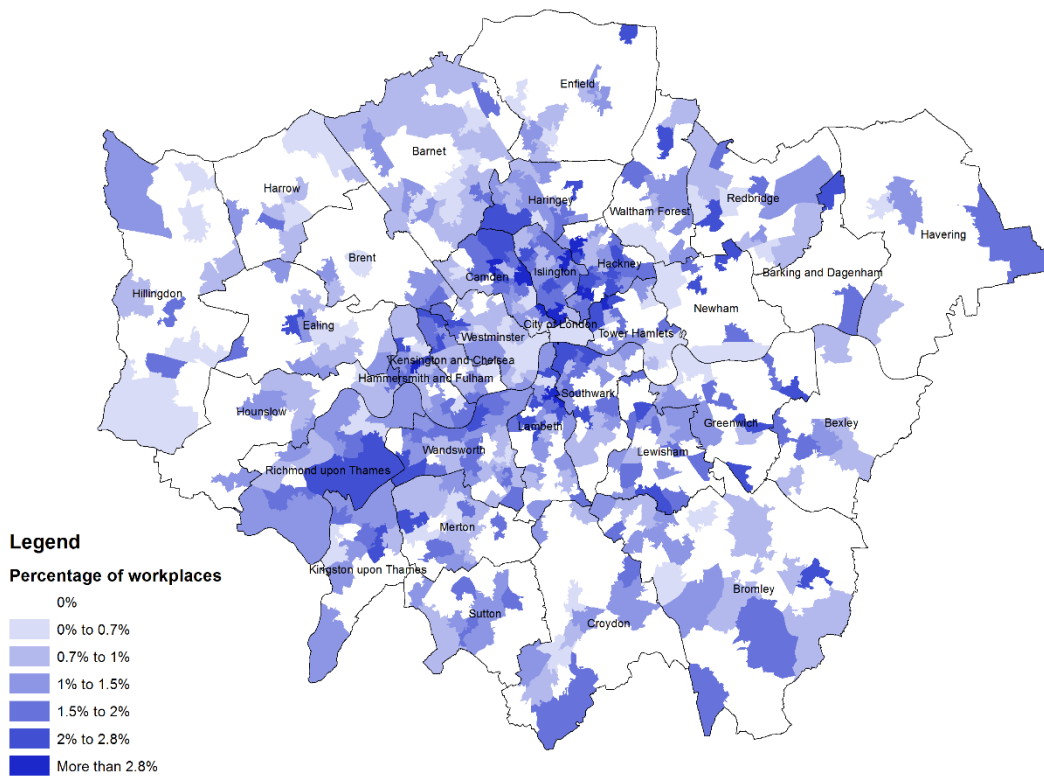 Enfield
Barnet
Harrow
Haringey
Waltham Forest
Redbridge
Havering
Brent
Camden
Islington
Hackney
Barking and Dagenham
Hillingdon
Ealing
Newham
City of London
Westminster
Tower Hamlets
Kensington and Chelsea
Hammersmith and Fulham
Southwark
Hounslow
Lambeth
Greenwich
Bexley
Wandsworth
Lewisham
Richmond upon Thames
Merton
Kingston upon Thames
Bromley
Sutton
Croydon
Legend
Percentage of workplaces
0%
0% to 0.7%
0.7% to 1%
1% to 1.5%
1.5% to 2%
2% to 2.8%
More than 2.8%